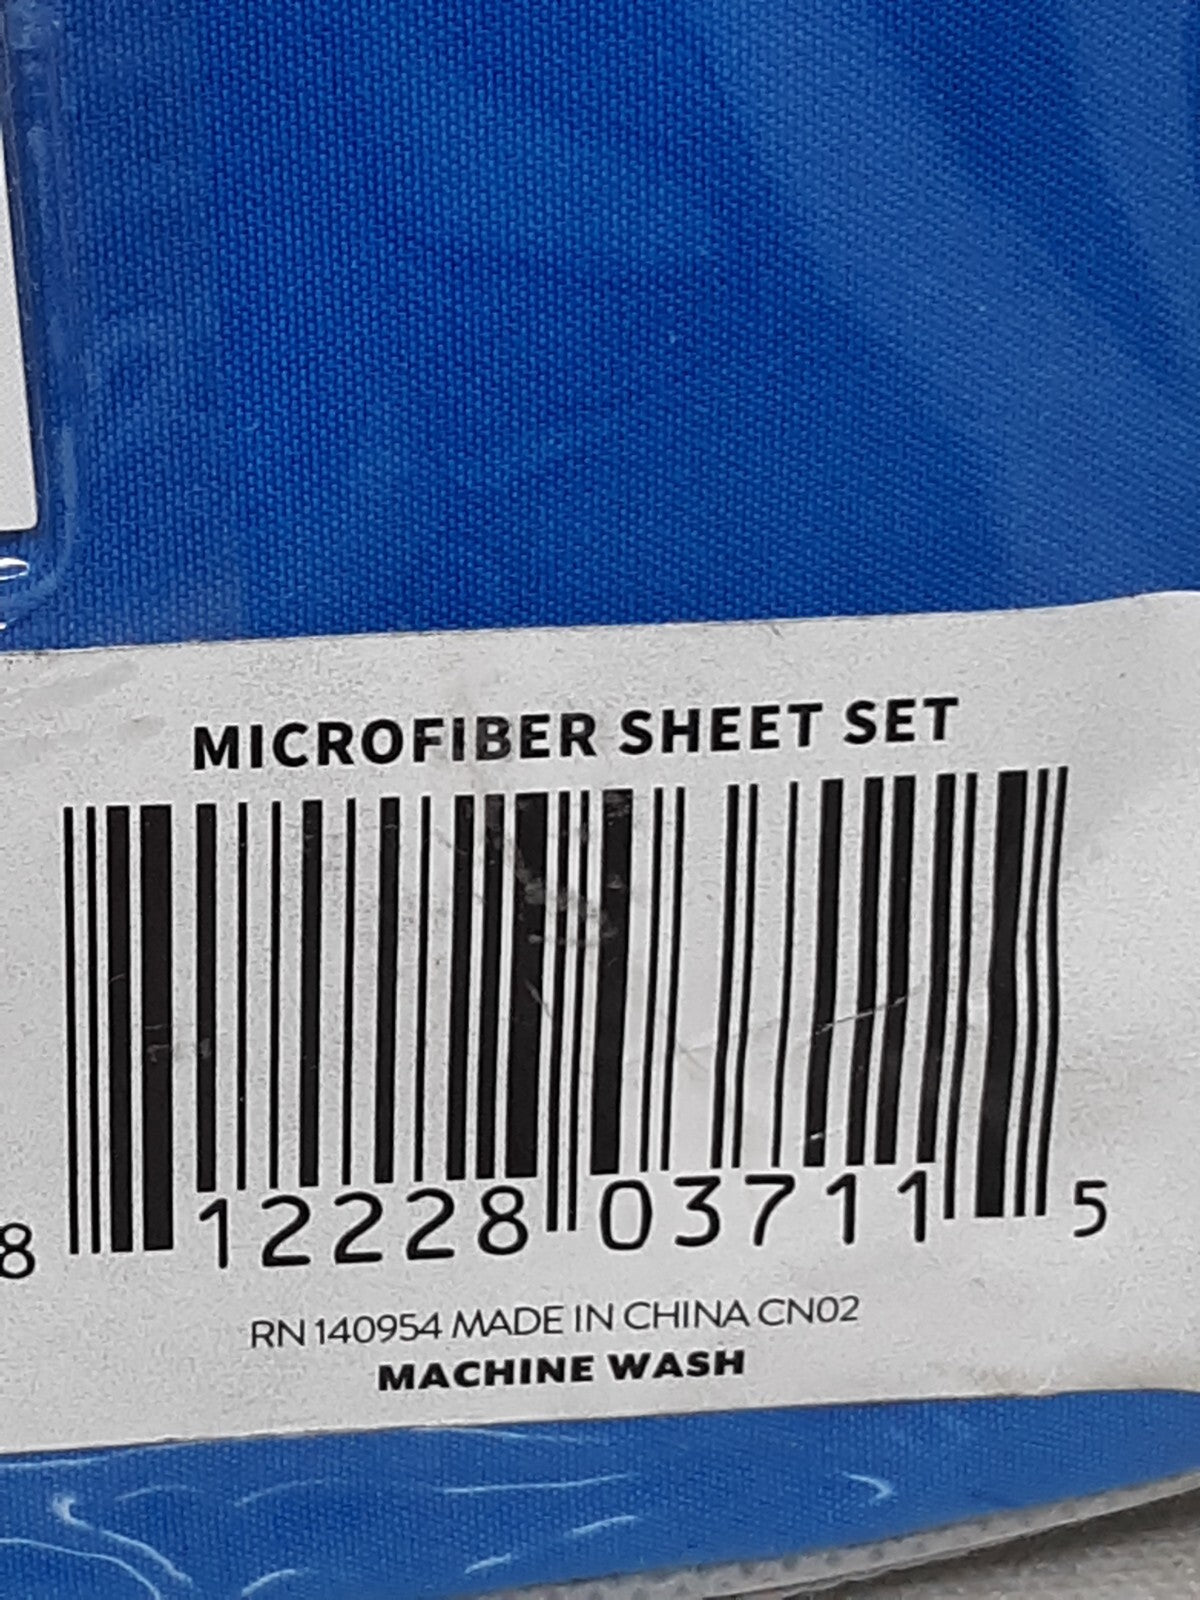 MICROFIBER SHEET SET
8 12228 03711 5
RN 140954 MADE IN CHINA CN02
MACHINE WASH